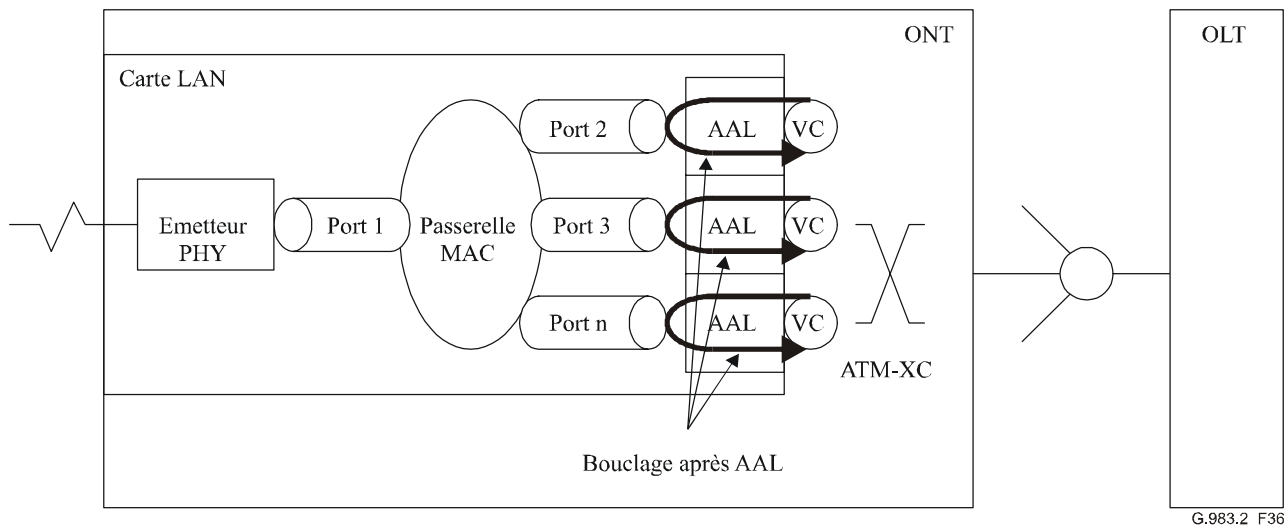 ONT
OLT
Carte LAN
Port 2
AAL
VC
Emetteur
PHY
Port 1
Passerelle
MAC
Port 3
AAL
VC
Port n
AAL
VC
ATM-XC
Bouclage après AAL
G.983.2 F36